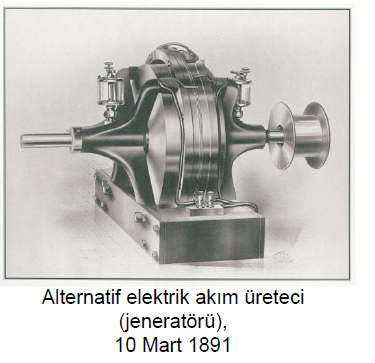 Alternatif elektrik akım üreteci
(jeneratörü),
10 Mart 1891